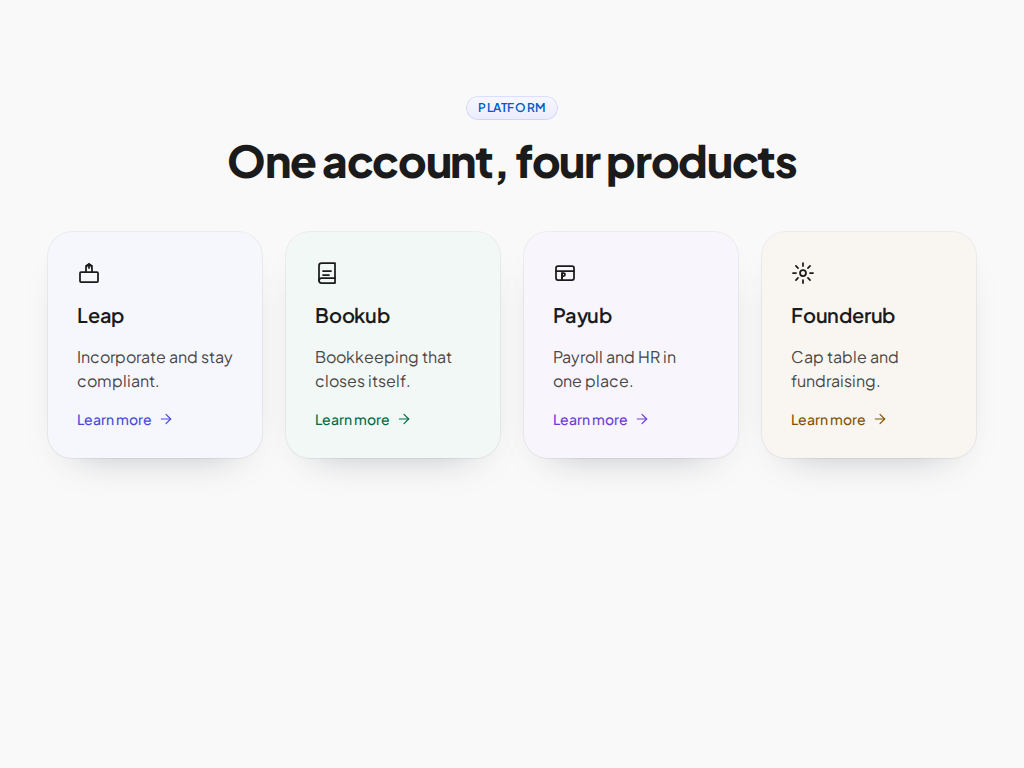 PLATFORM
One account, four products
Leap
Incorporate and stay
compliant.
Learn more
Bookub
Bookkeeping that
closes itself.
Learn more
Payub
Payroll and HR in
one place.
Learn more
Founderub
Cap table and
fundraising.
Learn more